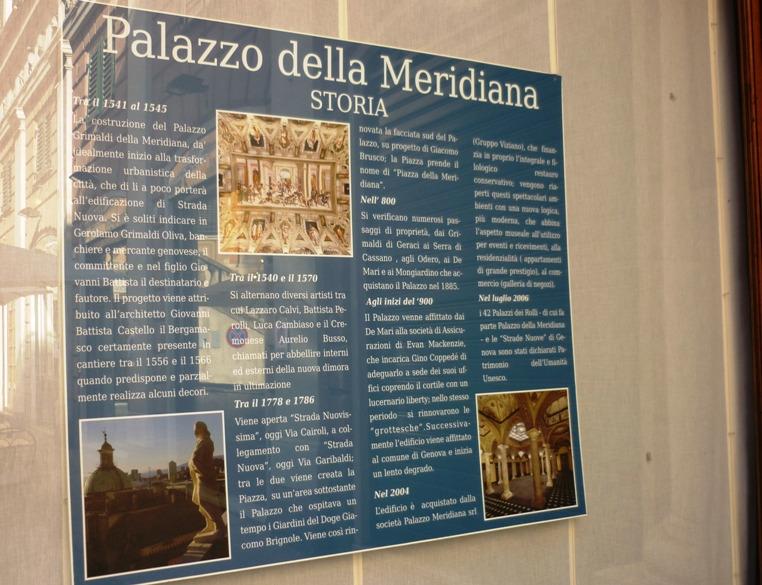 Palazzo della Meridiana
STORIA
Tra il 1541 al 1545
La costruzione del Palazzo
Grimaldi della Meridiana, da'
idealmente inizio alla trasfor-
mazione urbanistica della
città, che di li a poco porterà
all'edificazione di Strada
Nuova. Si è soliti indicare in
Gerolamo Grimaldi Oliva, ban-
chiere e mercante genovese, il
committente e nel figlio Gio-
vanni Battista il destinatario e
fautore. Il progetto viene attri-
buito all'architetto Giovanni
Battista Castello il Bergama-
sco certamente presente in
cantiere tra il 1556 e il 1566
quando predispone e parzial-
mente realizza alcuni decori.
Tra il 1540 e il 1570
Si alternano diversi artisti tra
cui Lazzaro Calvi, Battista Pe-
rolli, Luca Cambiaso e il Cre-
monese Aurelio Busso,
chiamati per abbellire interni
ed esterni della nuova dimora
in ultimazione
Tra il 1778 e 1786
Viene aperta "Strada Nuovis-
sima", oggi Via Cairoli, a col-
legamento con "Strada
Nuova", oggi Via Garibaldi;
tra le due viene creata la
Piazza, su un'area sottostante
il Palazzo che ospitava un
tempo i Giardini del Doge Gia-
como Brignole. Viene così rin-
novata la facciata sud del Pa-
lazzo, su progetto di Giacomo
Brusco; la Piazza prende il
nome di "Piazza della Meri-
diana".
Nell' 800
Si verificano numerosi pas-
saggi di proprietà, dai Gri-
maldi di Geraci ai Serra di
Cassano , agli Odero, ai De
Mari e ai Mongiardino che ac-
quistano il Palazzo nel 1885.
Agli inizi del '900
Il Palazzo venne affittato dai
De Mari alla società di Assicu-
razioni di Evan Mackenzie,
che incarica Gino Coppedé di
adeguarlo a sede dei suoi uf-
fici coprendo il cortile con un
lucernario liberty; nello stesso
periodo si rinnovarono le
"grottesche".Successiva-
mente l'edificio viene affittato
al comune di Genova e inizia
un lento degrado.
Nel 2004
L'edificio è acquistato dalla
società Palazzo Meridiana srl
(Gruppo Viziano), che finan-
zia in proprio l'integrale e fi-
lologico restauro
conservativo; vengono ria-
perti questi spettacolari am-
bienti con una nuova logica,
più moderna, che abbina
l'aspetto museale all'utilizzo
per eventi e ricevimenti, alla
residenzialità ( appartamenti
di grande prestigio), al com-
mercio (galleria di negozi).
Nel luglio 2006
i 42 Palazzi dei Rolli - di cui fa
parte Palazzo della Meridiana
- e le "Strade Nuove" di Ge-
nova sono stati dichiarati Pa-
trimonio dell'Umanità
Unesco.